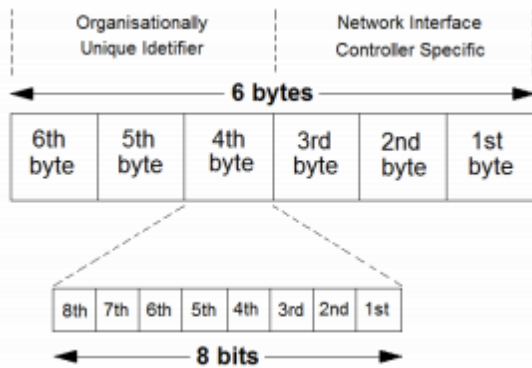 Organisationally Network Interface
Unique Idetifier Controller Specific
6 bytes
6th 5th 4th 3rd 2nd 1st
byte byte byte byte byte byte
8th 7th 6th 5th 4th 3rd 2nd 1st
8 bits